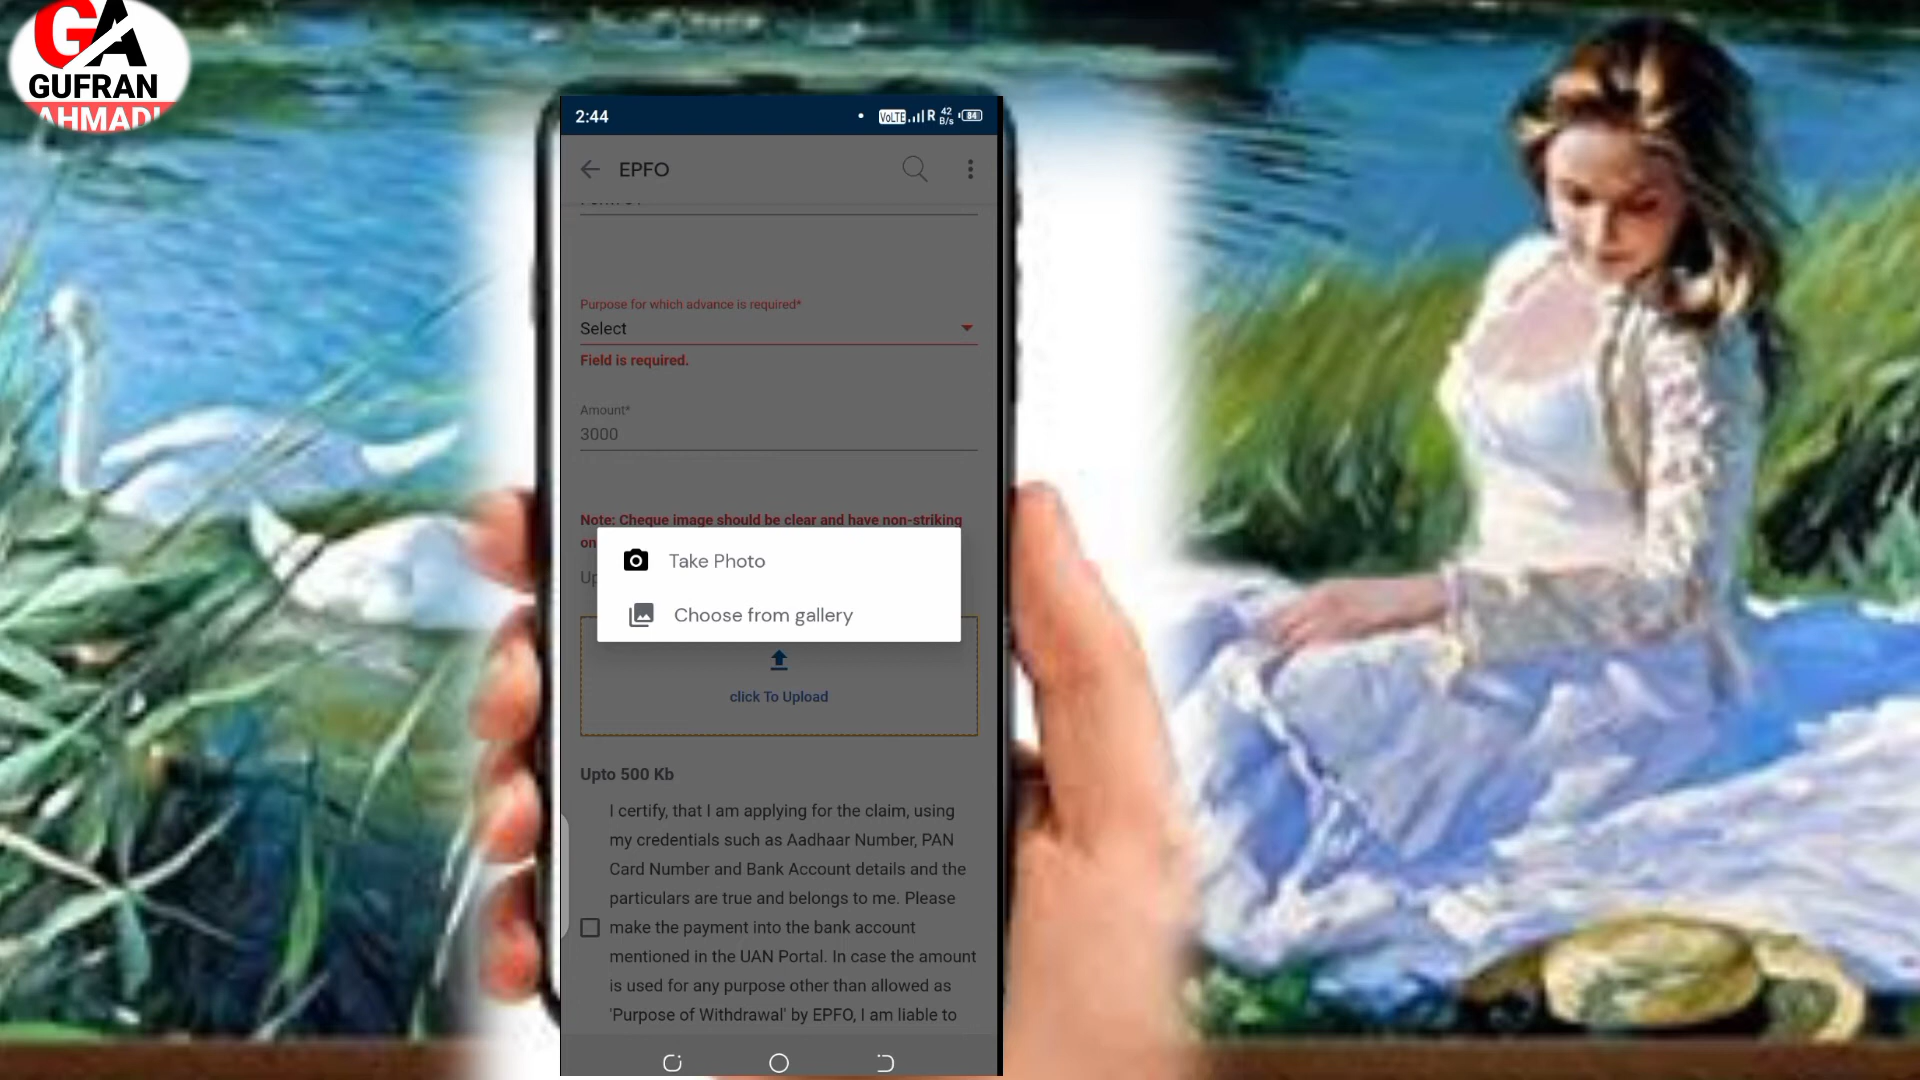 GA
GUFRAN
AHMADI
2:44
VoLTE R 42 B/s 84
EPFO
Purpose for which advance is required*
Select
Field is required.
Amount*
3000
Note: Cheque image should be clear and have non-striking
on
Up
Take Photo
Choose from gallery
click To Upload
Upto 500 Kb
I certify, that I am applying for the claim, using
my credentials such as Aadhaar Number, PAN
Card Number and Bank Account details and the
particulars are true and belongs to me. Please
make the payment into the bank account
mentioned in the UAN Portal. In case the amount
is used for any purpose other than allowed as
'Purpose of Withdrawal' by EPFO, I am liable to